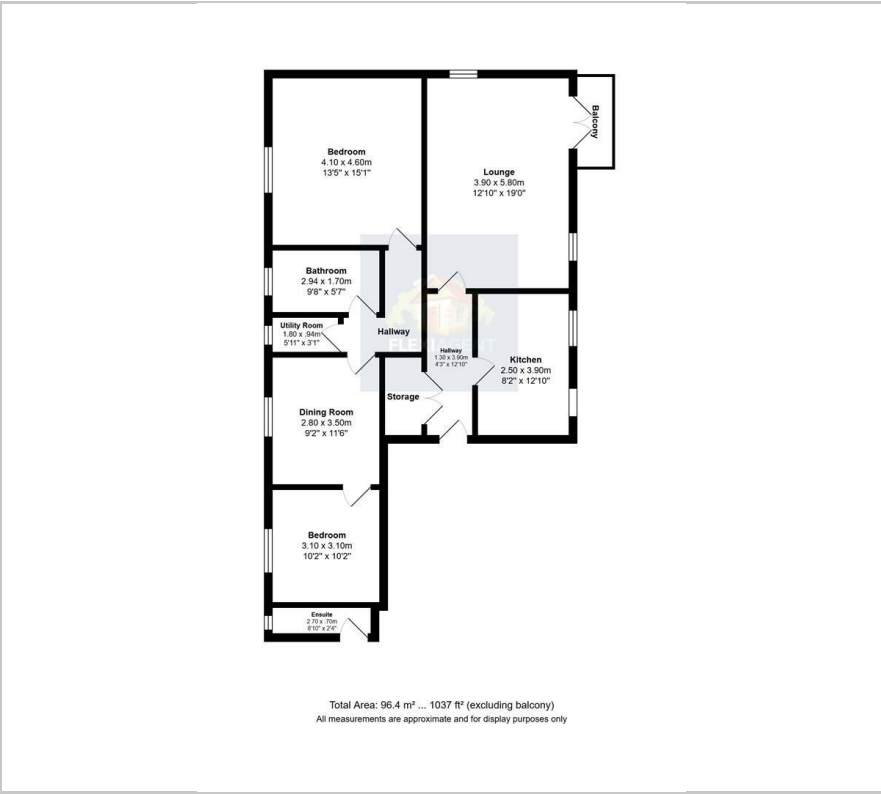 Bedroom
4.10 x 4.60m
13'5" x 15'1"
Lounge
3.90 x 5.80m
12'10" x 19'0"
Balcony
Bathroom
2.94 x 1.70m
9'8" x 5'7"
Utility Room
1.80 x .94m
5'11" x 3'1"
Hallway
FLEXIAGENT
Hallway
1.30 x 3.90m
4'3" x 12'10"
Kitchen
2.50 x 3.90m
8'2" x 12'10"
Storage
Dining Room
2.80 x 3.50m
9'2" x 11'6"
Bedroom
3.10 x 3.10m
10'2" x 10'2"
Ensuite
2.70 x .70m
8'10" x 2'4"
Total Area: 96.4 m² ... 1037 ft² (excluding balcony)
All measurements are approximate and for display purposes only